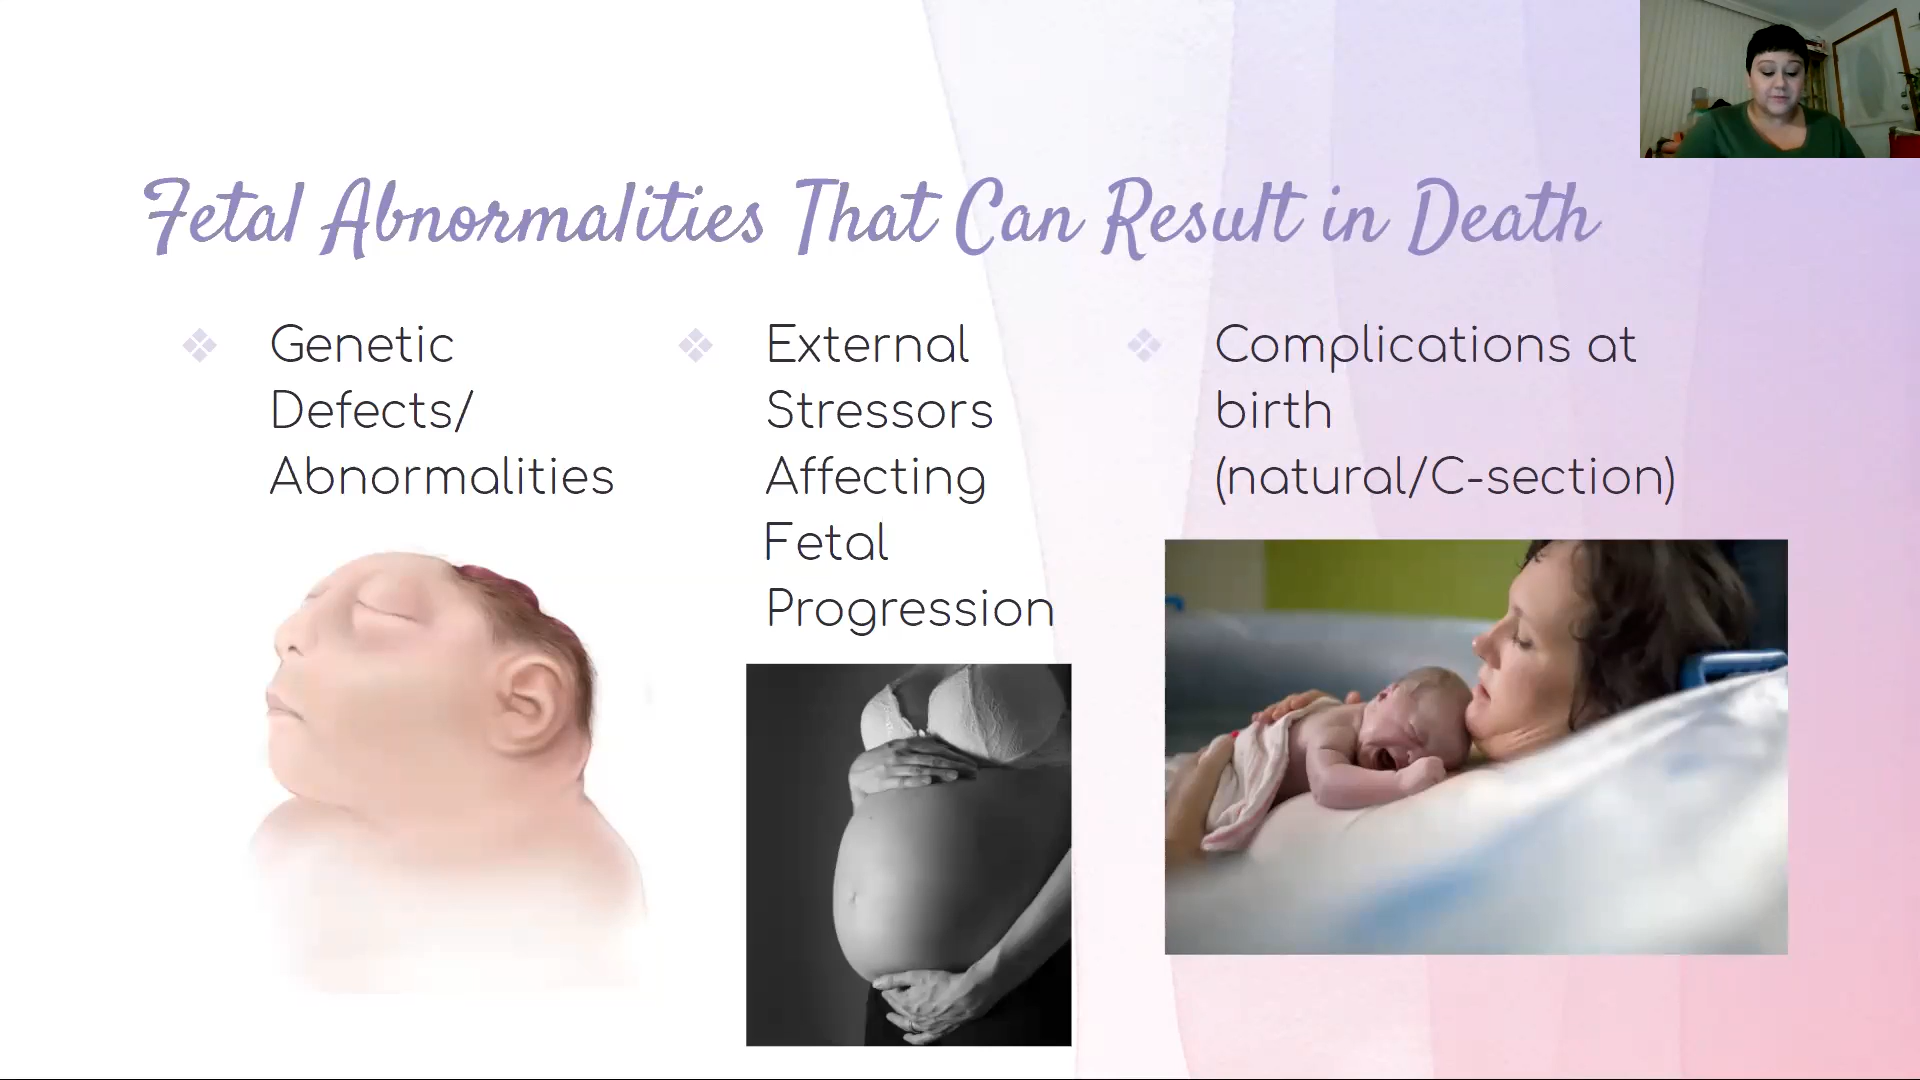 Fetal Abnormalities That Can Result in Death
Genetic
Defects/
Abnormalities
External
Stressors
Affecting
Fetal
Progression
Complications at
birth
(natural/C-section)